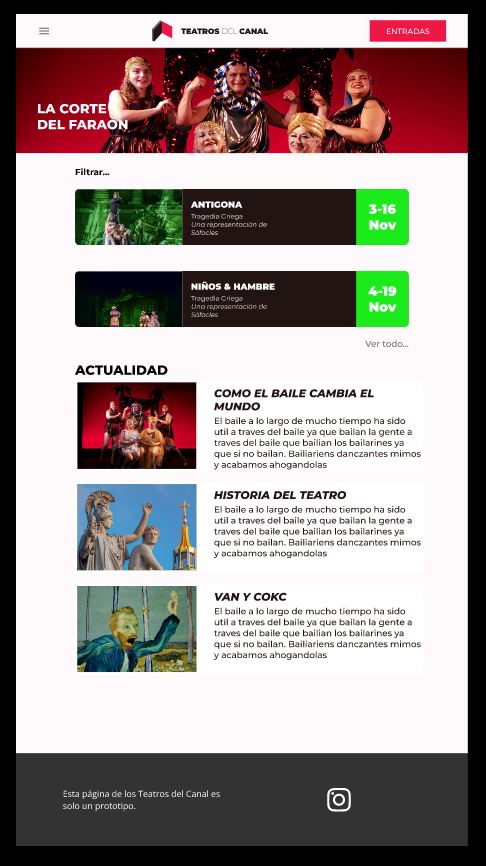 TEATROS DEL CANAL
ENTRADAS
LA CORTE
DEL FARAÓN
Filtrar...
ANTIGONA
Tragedia Griega
Una representación de
Sófocles
3-16
Nov
NIÑOS & HAMBRE
Tragedia Griega
Una representación de
Sófocles
4-19
Nov
Ver todo...
ACTUALIDAD
COMO EL BAILE CAMBIA EL
MUNDO
El baile a lo largo de mucho tiempo ha sido
util a traves del baile ya que bailan la gente a
traves del baile que bailian los bailarines ya
que si no bailan. Bailiariens danczantes mimos
y acabamos ahogandolas
HISTORIA DEL TEATRO
El baile a lo largo de mucho tiempo ha sido
util a traves del baile ya que bailan la gente a
traves del baile que bailian los bailarines ya
que si no bailan. Bailiariens danczantes mimos
y acabamos ahogandolas
VAN Y COKC
El baile a lo largo de mucho tiempo ha sido
util a traves del baile ya que bailan la gente a
traves del baile que bailian los bailarines ya
que si no bailan. Bailiariens danczantes mimos
y acabamos ahogandolas
Esta página de los Teatros del Canal es
solo un prototipo.